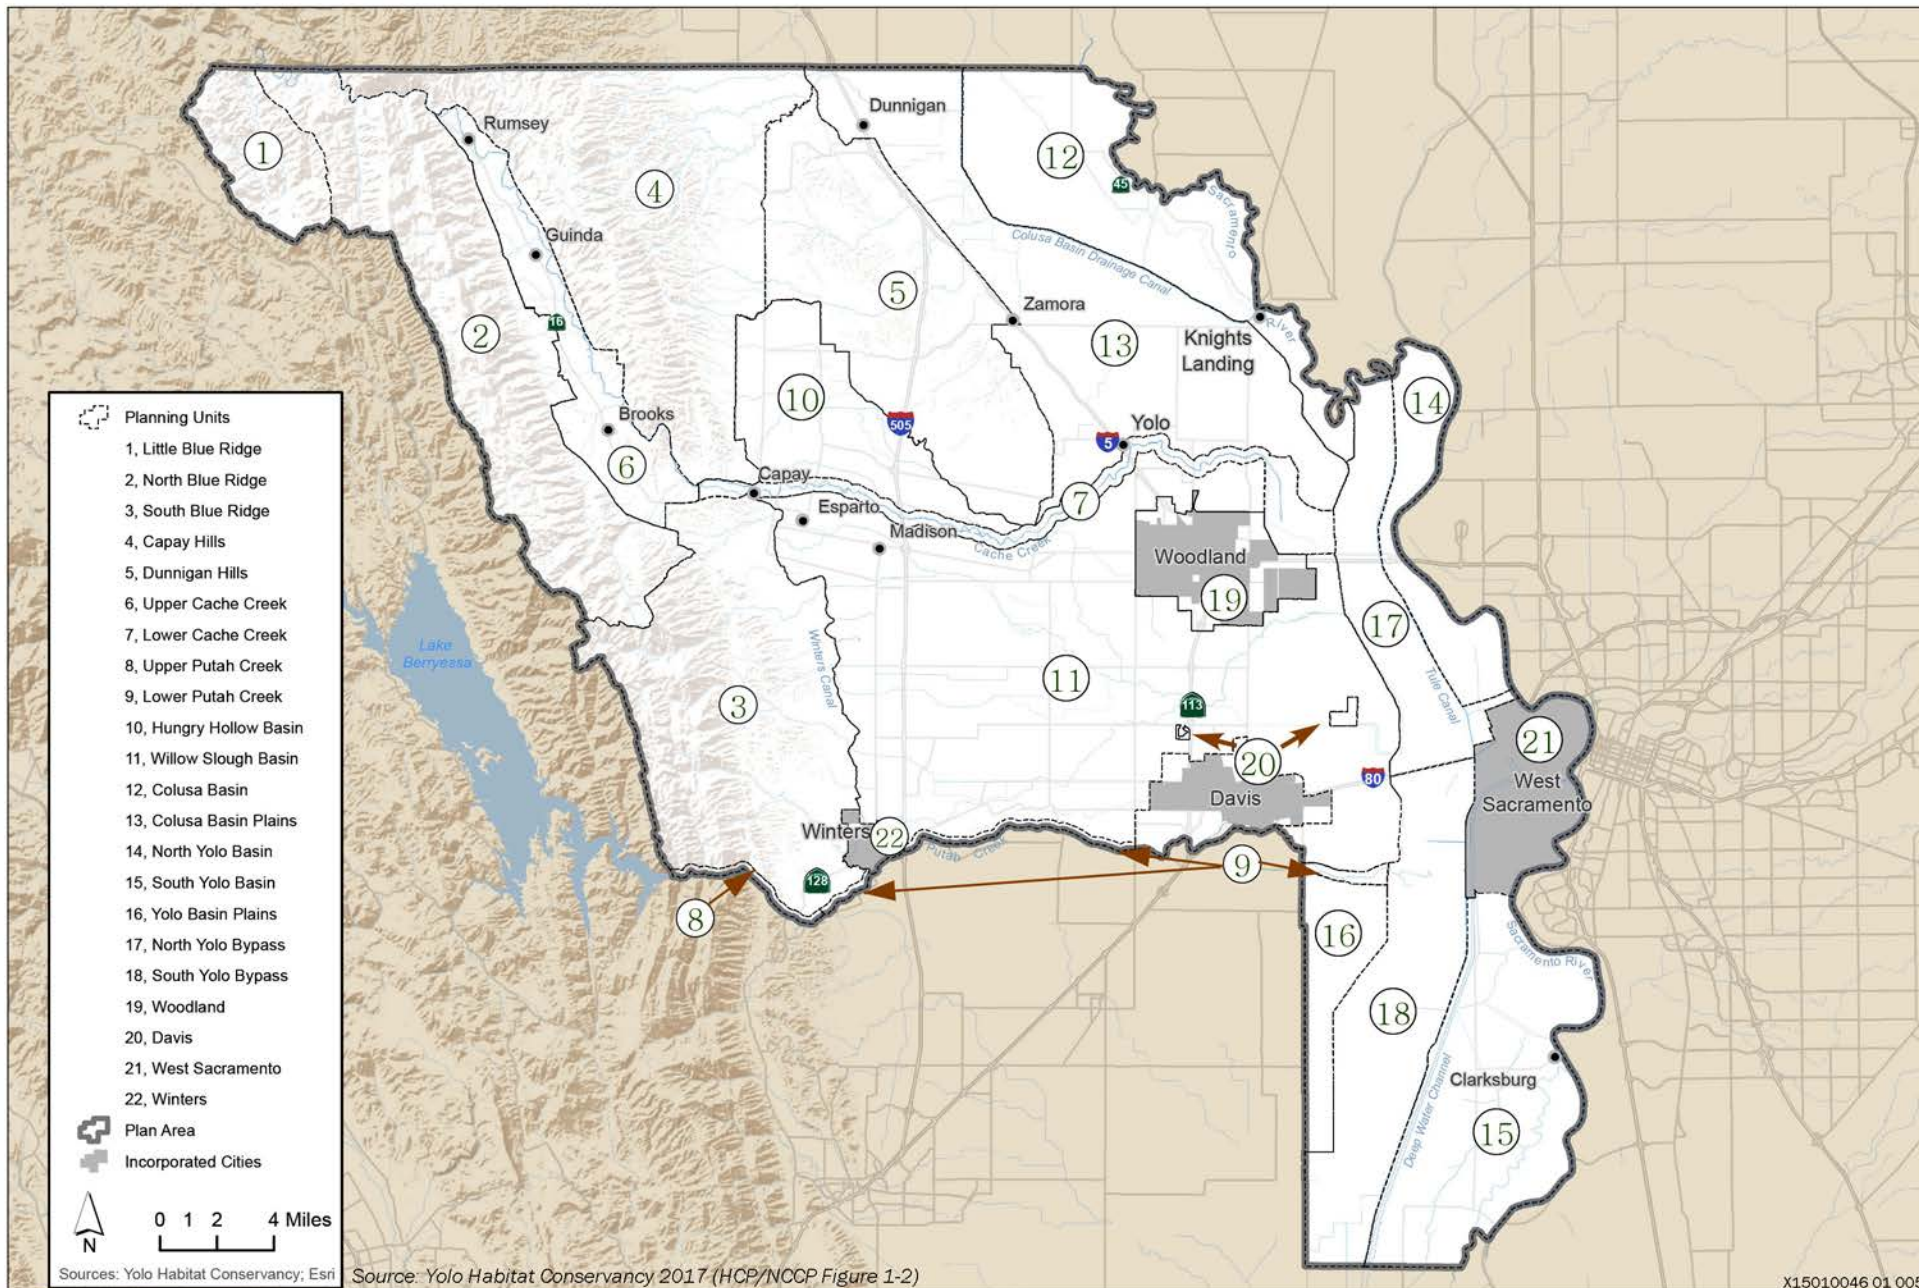 Planning Units
1, Little Blue Ridge
2, North Blue Ridge
3, South Blue Ridge
4, Capay Hills
5, Dunnigan Hills
6, Upper Cache Creek
7, Lower Cache Creek
8, Upper Putah Creek
9, Lower Putah Creek
10, Hungry Hollow Basin
11, Willow Slough Basin
12, Colusa Basin
13, Colusa Basin Plains
14, North Yolo Basin
15, South Yolo Basin
16, Yolo Basin Plains
17, North Yolo Bypass
18, South Yolo Bypass
19, Woodland
20, Davis
21, West Sacramento
22, Winters
Plan Area
Incorporated Cities
N
0 1 2 4 Miles
Sources: Yolo Habitat Conservancy; Esri
Source: Yolo Habitat Conservancy 2017 (HCP/NCCP Figure 1-2)
X15010046 01 005
1
Rumsey
4
Dunnigan
12
45
Sacramento
River
Guinda
2
16
5
Colusa Basin Drainage Canal
Zamora
13
Knights
Landing
14
10
505
Brooks
6
5
Yolo
Capay
7
Esparto
Madison
Cache Creek
Woodland
19
17
Lake
Berryessa
Winters Canal
3
11
113
Tule Canal
20
80
Davis
21
West
Sacramento
Winters
22
Putah Creek
9
128
8
16
Sacramento River
18
Deep Water Channel
Clarksburg
15